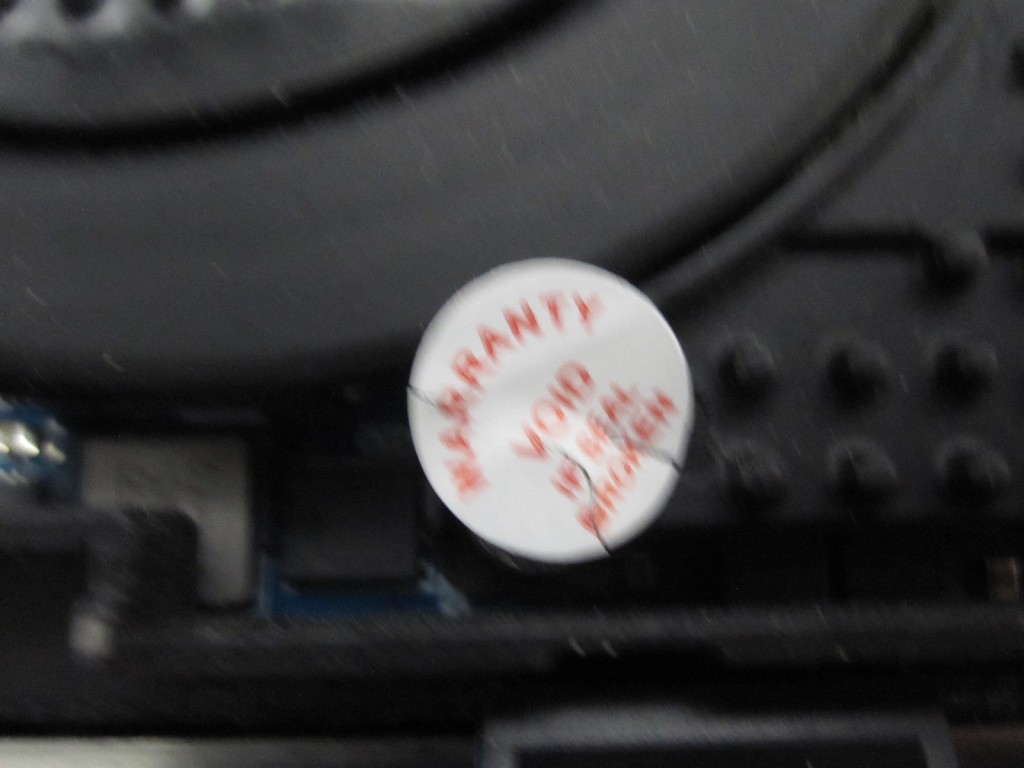 WARRANTY
VOID
IF SEAL
BROKEN